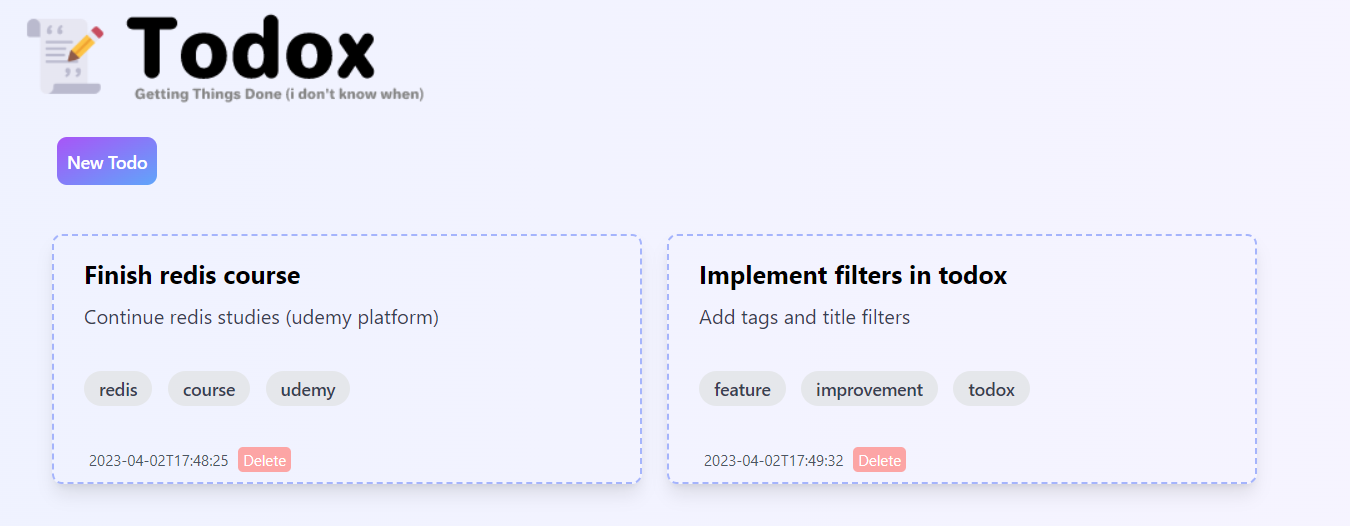 Todox
Getting Things Done (i don't know when)
New Todo
Finish redis course
Continue redis studies (udemy platform)
redis course udemy
2023-04-02T17:48:25 Delete
Implement filters in todox
Add tags and title filters
feature improvement todox
2023-04-02T17:49:32 Delete